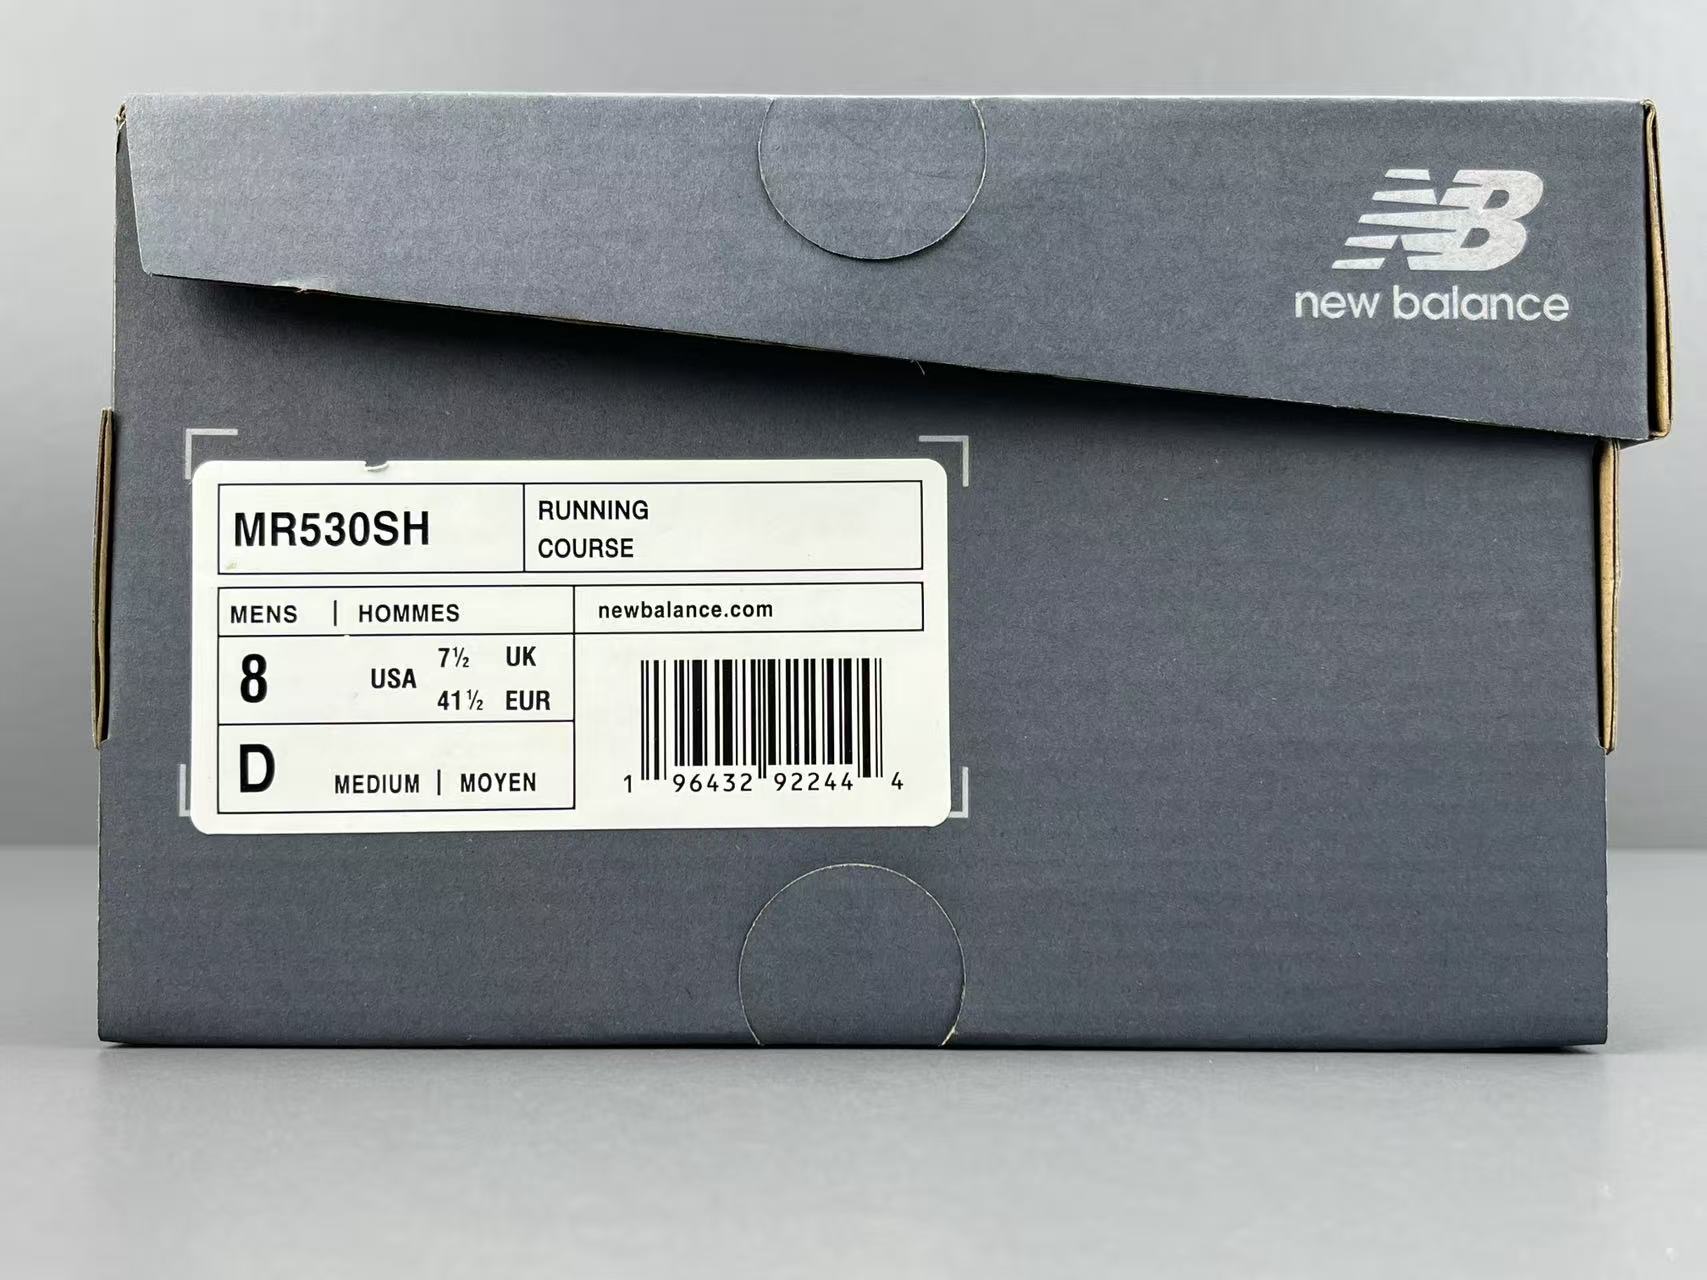 NB
new balance
MR530SH
RUNNING
COURSE
MENS | HOMMES
newbalance.com
8 USA
7½ UK
41½ EUR
D MEDIUM | MOYEN
1 96432 92244 4